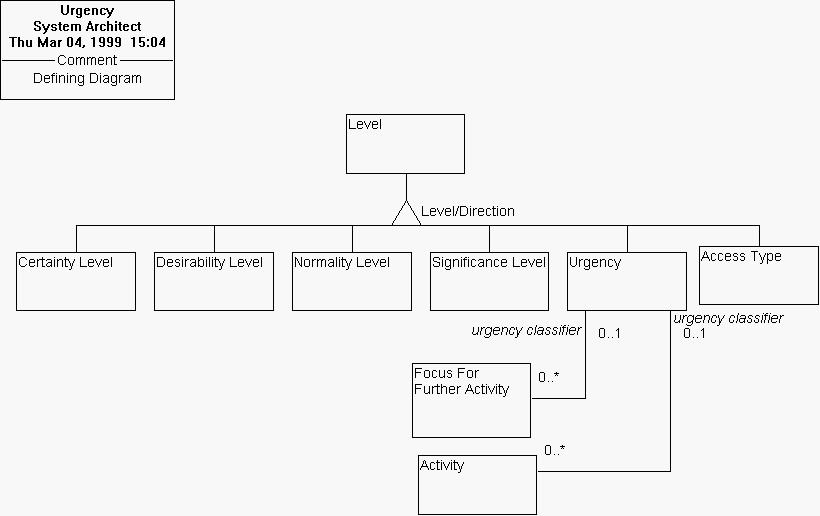 Urgency
System Architect
Thu Mar 04, 1999  15:04
Comment
Defining Diagram
Level
Level/Direction
Certainty Level
Desirability Level
Normality Level
Significance Level
Urgency
Access Type
urgency classifier
0..1
urgency classifier
0..1
Focus For
Further Activity
0..*
Activity
0..*